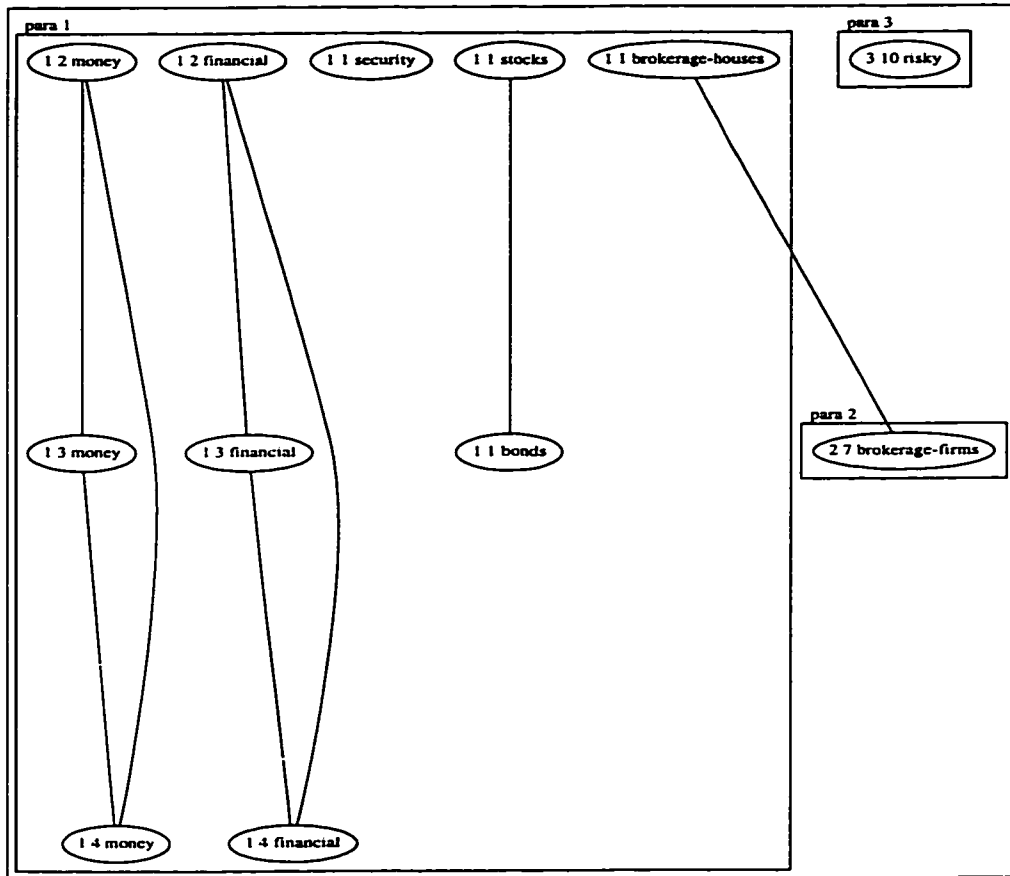 para 1
para 3
1 2 money
1 2 financial
1 1 security
1 1 stocks
1 1 brokerage-houses
3 10 risky
para 2
1 3 money
1 3 financial
1 1 bonds
2 7 brokerage-firms
1 4 money
1 4 financial